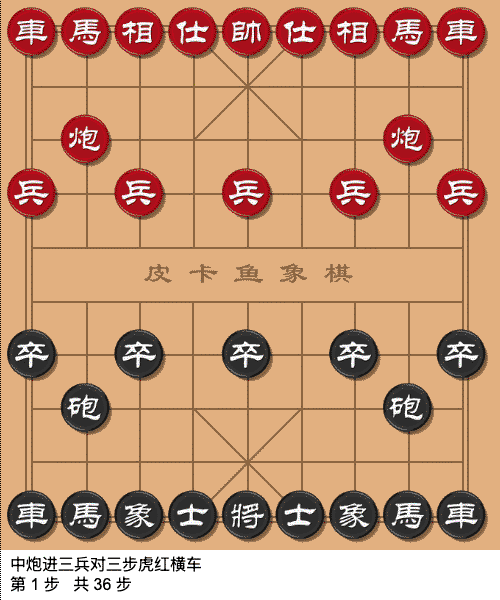 車馬相仕帥仕相馬車
炮炮
兵兵兵兵兵
皮卡鱼象棋
卒卒卒卒卒
砲砲
車馬象士將士象馬車
中炮进三兵对三步虎红横车
第 1 步 共 36 步